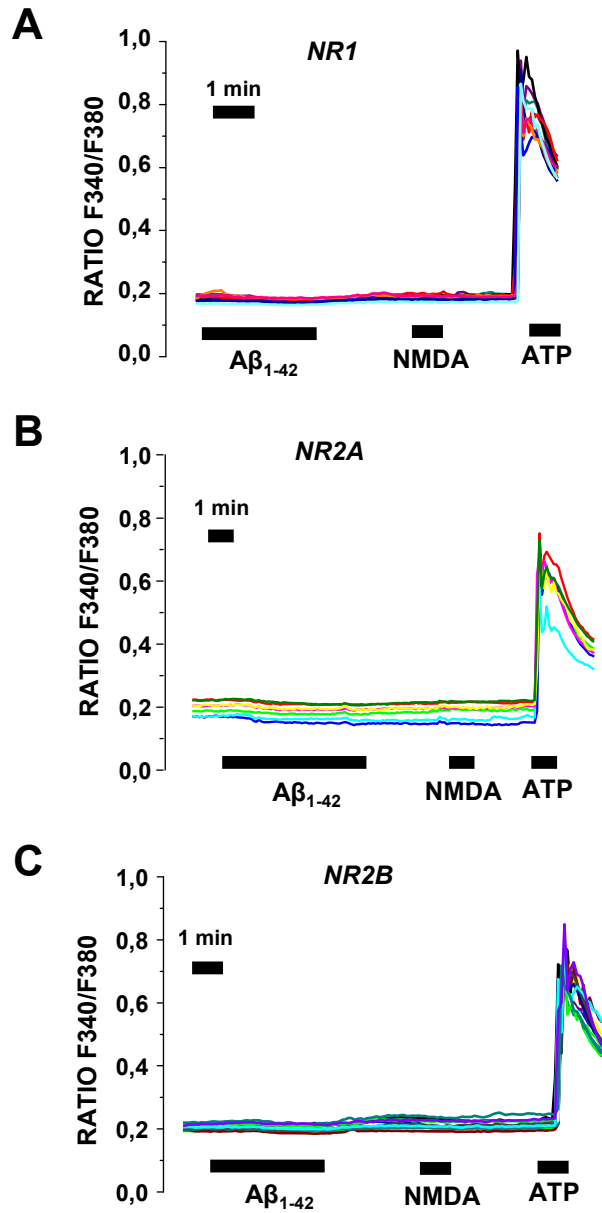 A
NR1
1 min
RATIO F340/F380
1,0
0,8
0,6
0,4
0,2
0,0
Aβ1-42
NMDA
ATP
B
NR2A
1 min
RATIO F340/F380
1,0
0,8
0,6
0,4
0,2
0,0
Aβ1-42
NMDA
ATP
C
NR2B
1 min
RATIO F340/F380
1,0
0,8
0,6
0,4
0,2
0,0
Aβ1-42
NMDA
ATP